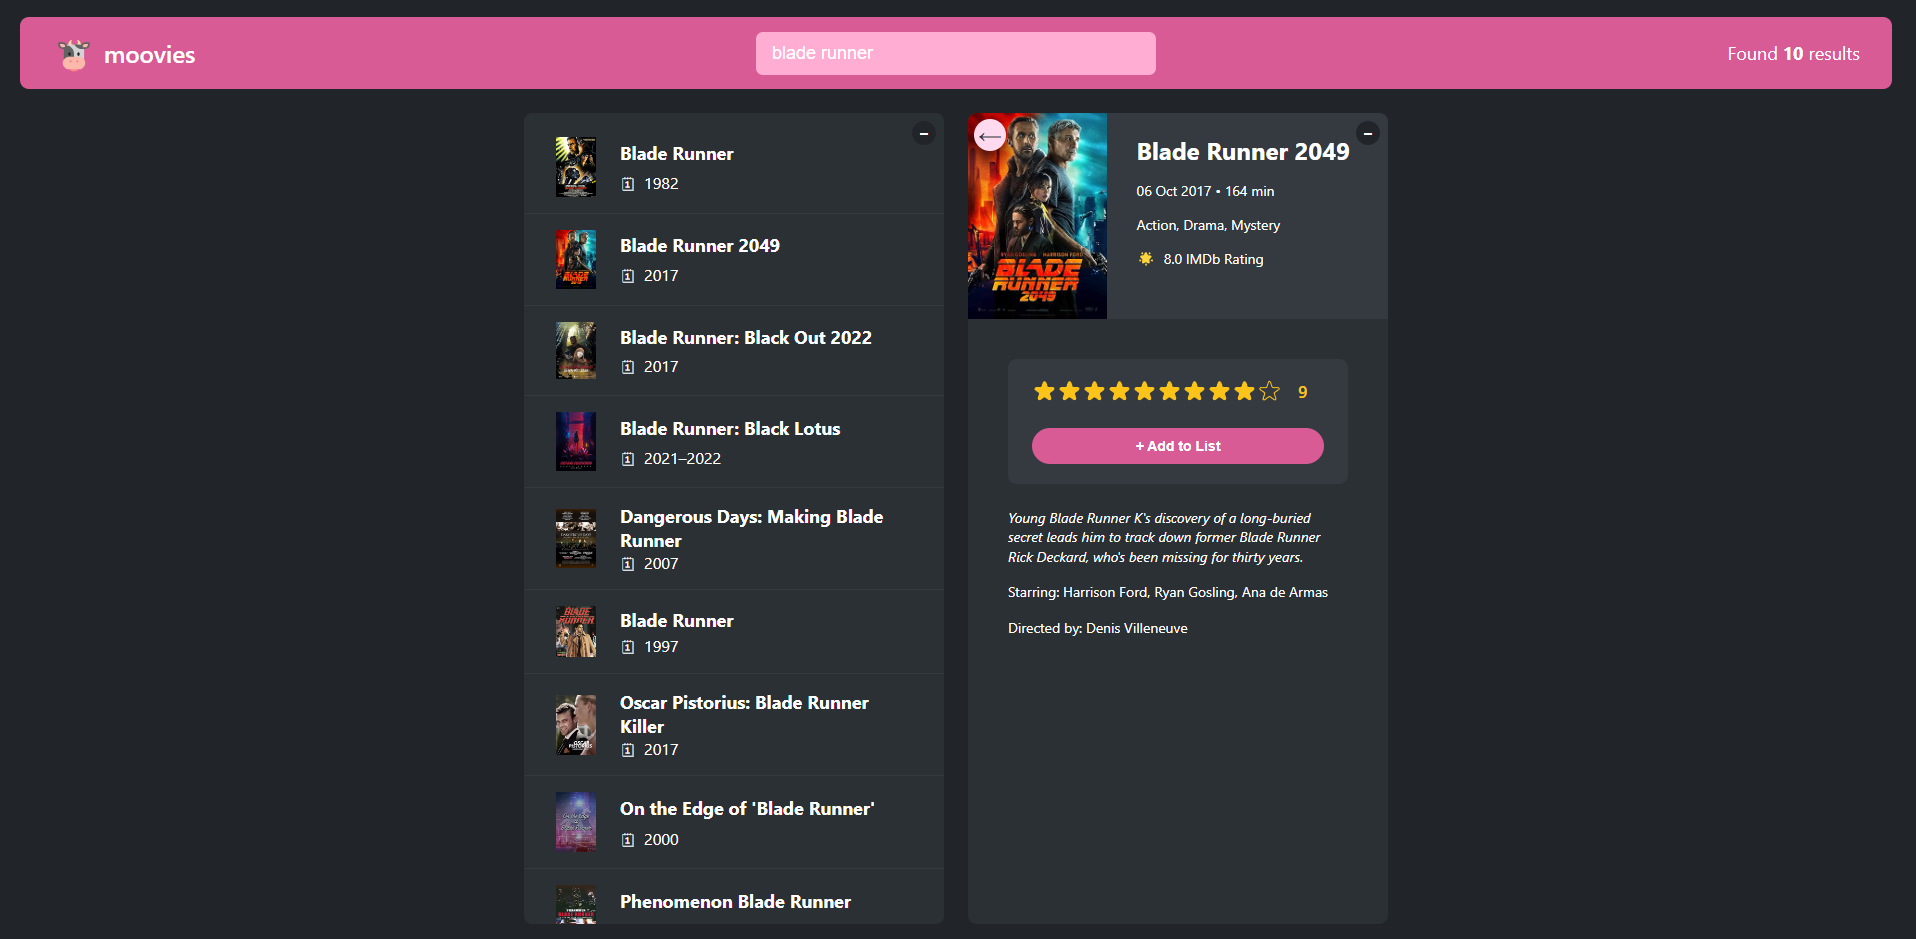 moovies
blade runner
Found 10 results
Blade Runner
1982
Blade Runner 2049
2017
Blade Runner: Black Out 2022
2017
Blade Runner: Black Lotus
2021–2022
Dangerous Days: Making Blade
Runner
2007
Blade Runner
1997
Oscar Pistorius: Blade Runner
Killer
2017
On the Edge of 'Blade Runner'
2000
Phenomenon Blade Runner
RYAN GOSLING HARRISON FORD
BLADE
RUNNER
2049
Blade Runner 2049
06 Oct 2017 • 164 min
Action, Drama, Mystery
8.0 IMDb Rating
9
+ Add to List
Young Blade Runner K's discovery of a long-buried
secret leads him to track down former Blade Runner
Rick Deckard, who's been missing for thirty years.
Starring: Harrison Ford, Ryan Gosling, Ana de Armas
Directed by: Denis Villeneuve